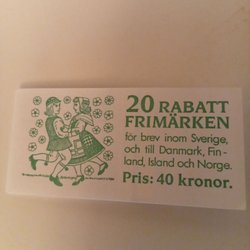 20 RABATT
FRIMÄRKEN
för brev inom Sverige,
och till Danmark, Fin-
land, Island och Norge.
Pris: 40 kronor.